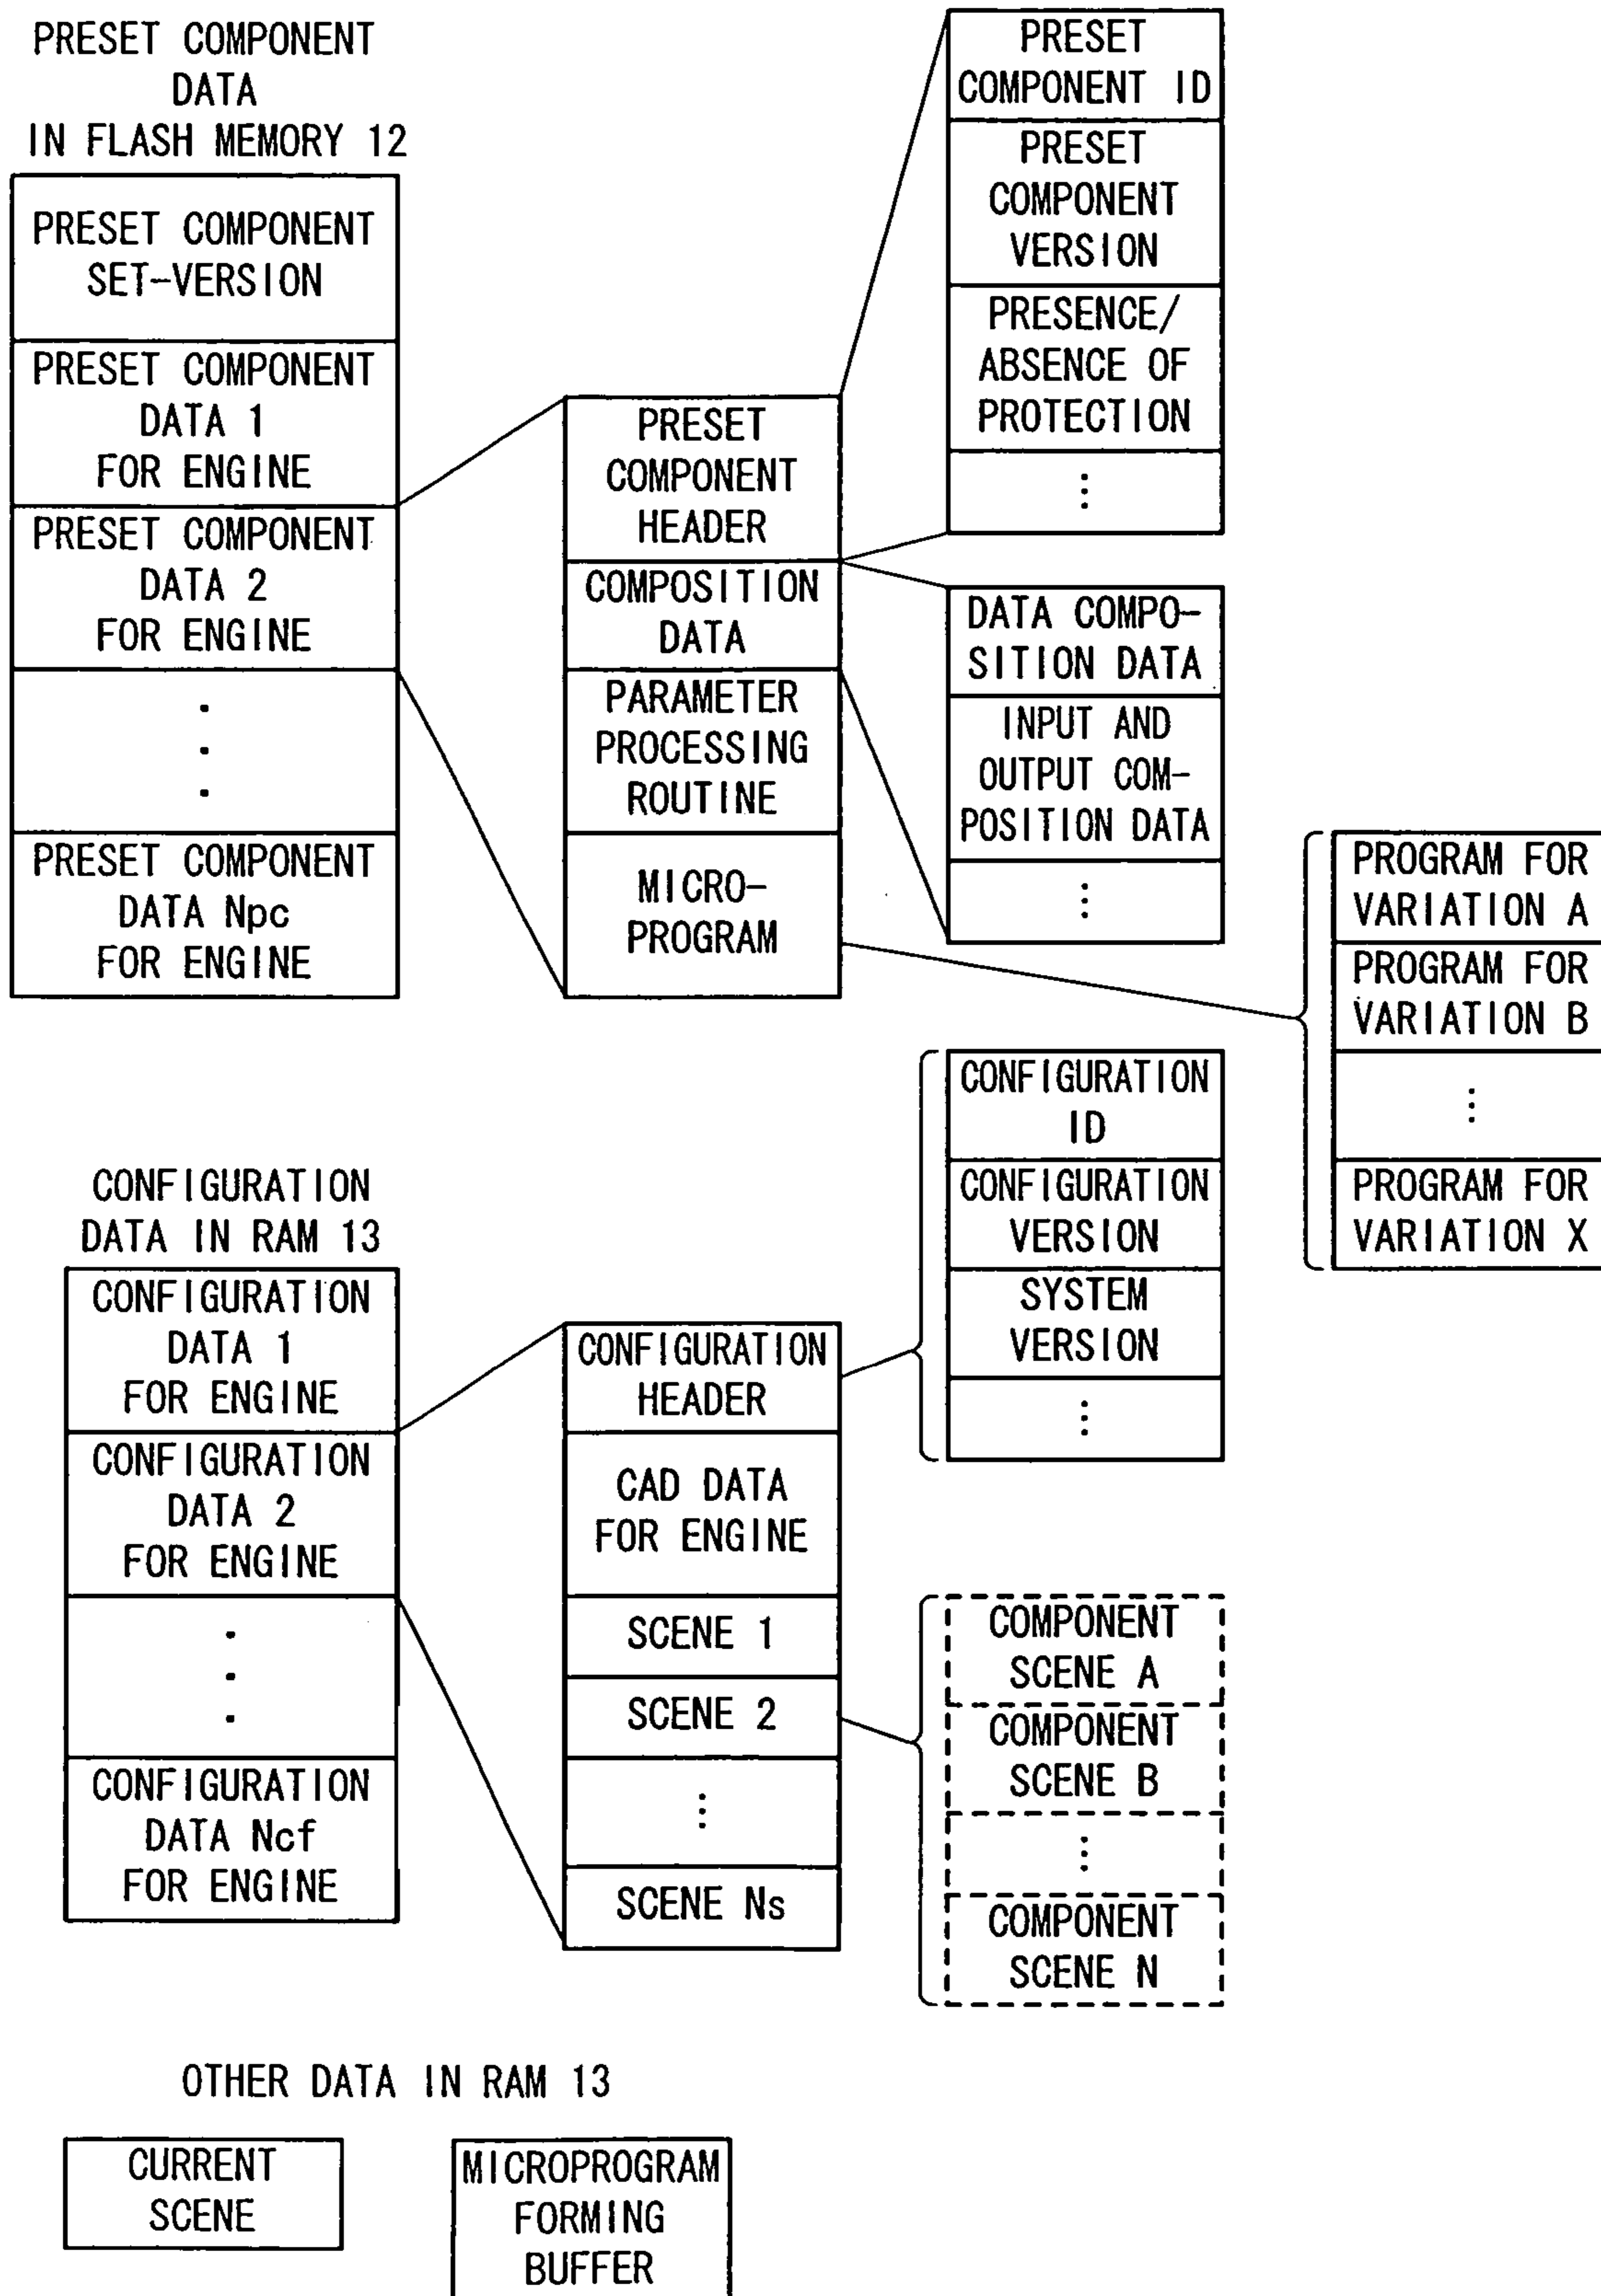 PRESET COMPONENT
DATA
IN FLASH MEMORY 12
PRESET COMPONENT
SET-VERSION
PRESET COMPONENT
DATA 1
FOR ENGINE
PRESET COMPONENT
DATA 2
FOR ENGINE
PRESET COMPONENT
DATA Npc
FOR ENGINE
PRESET
COMPONENT
HEADER
COMPOSITION
DATA
PARAMETER
PROCESSING
ROUTINE
MICRO-
PROGRAM
PRESET
COMPONENT ID
PRESET
COMPONENT
VERSION
PRESENCE/
ABSENCE OF
PROTECTION
DATA COMPO-
SITION DATA
INPUT AND
OUTPUT COM-
POSITION DATA
PROGRAM FOR
VARIATION A
PROGRAM FOR
VARIATION B
PROGRAM FOR
VARIATION X
CONFIGURATION
DATA IN RAM 13
CONFIGURATION
DATA 1
FOR ENGINE
CONFIGURATION
DATA 2
FOR ENGINE
CONFIGURATION
DATA Ncf
FOR ENGINE
CONFIGURATION
HEADER
CAD DATA
FOR ENGINE
SCENE 1
SCENE 2
SCENE Ns
CONFIGURATION
ID
CONFIGURATION
VERSION
SYSTEM
VERSION
COMPONENT
SCENE A
COMPONENT
SCENE B
COMPONENT
SCENE N
OTHER DATA IN RAM 13
CURRENT
SCENE
MICROPROGRAM
FORMING
BUFFER